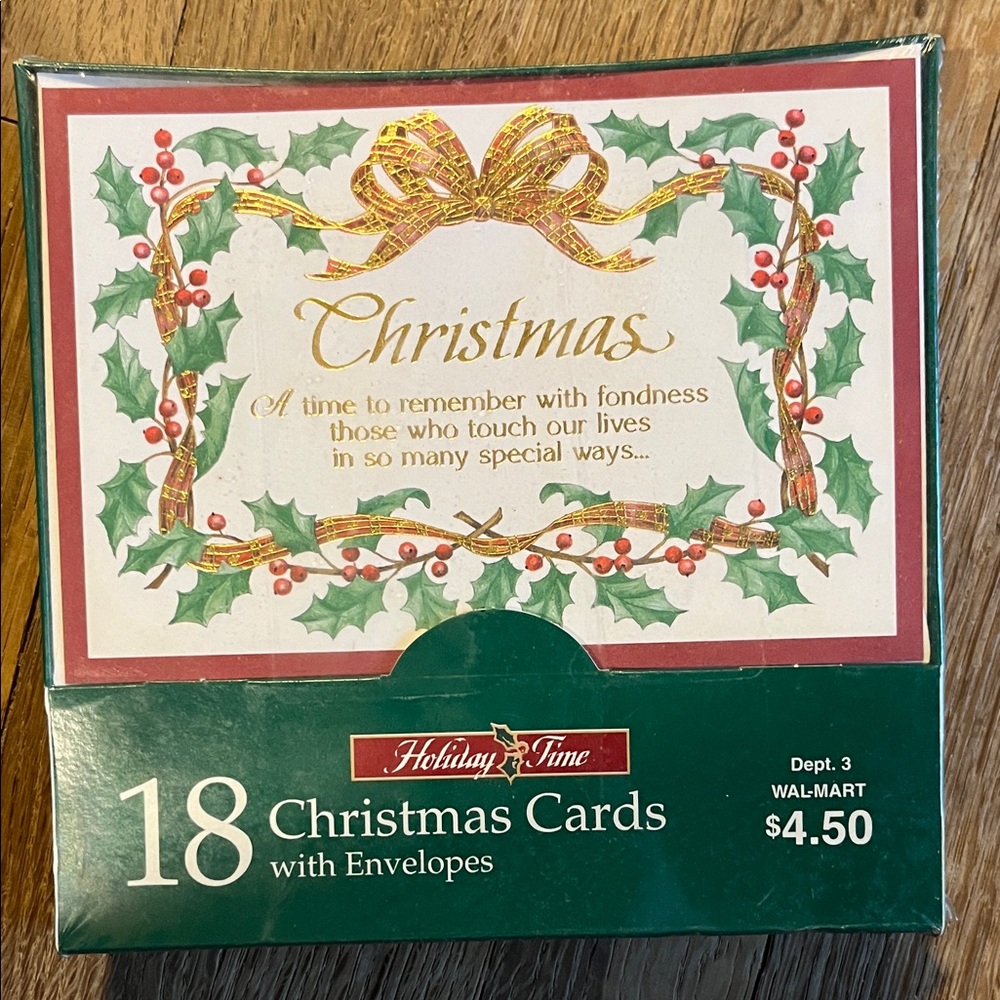 Christmas
A time to remember with fondness
those who touch our lives
in so many special ways...
Holiday Time
18 Christmas Cards
with Envelopes
Dept. 3
WAL-MART
$4.50